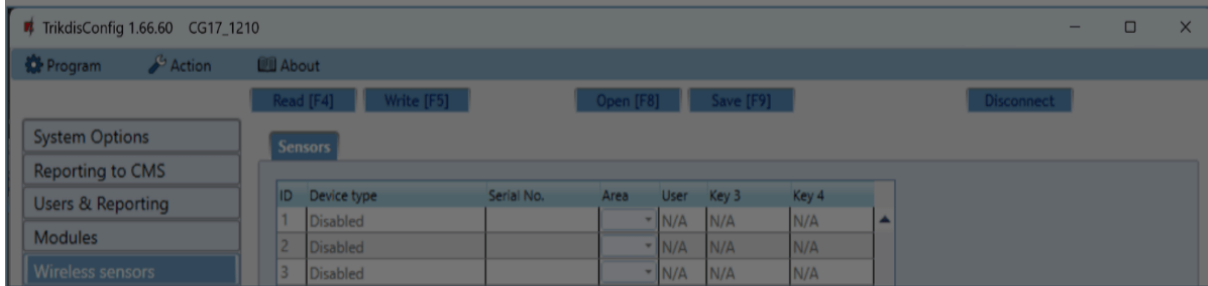 TrikdisConfig 1.66.60 CG17_1210
Program Action About
Read [F4] Write [F5] Open [F8] Save [F9] Disconnect
System Options
Reporting to CMS
Users & Reporting
Modules
Wireless sensors
Sensors
ID Device type Serial No. Area User Key 3 Key 4
1 Disabled N/A N/A N/A
2 Disabled N/A N/A N/A
3 Disabled N/A N/A N/A